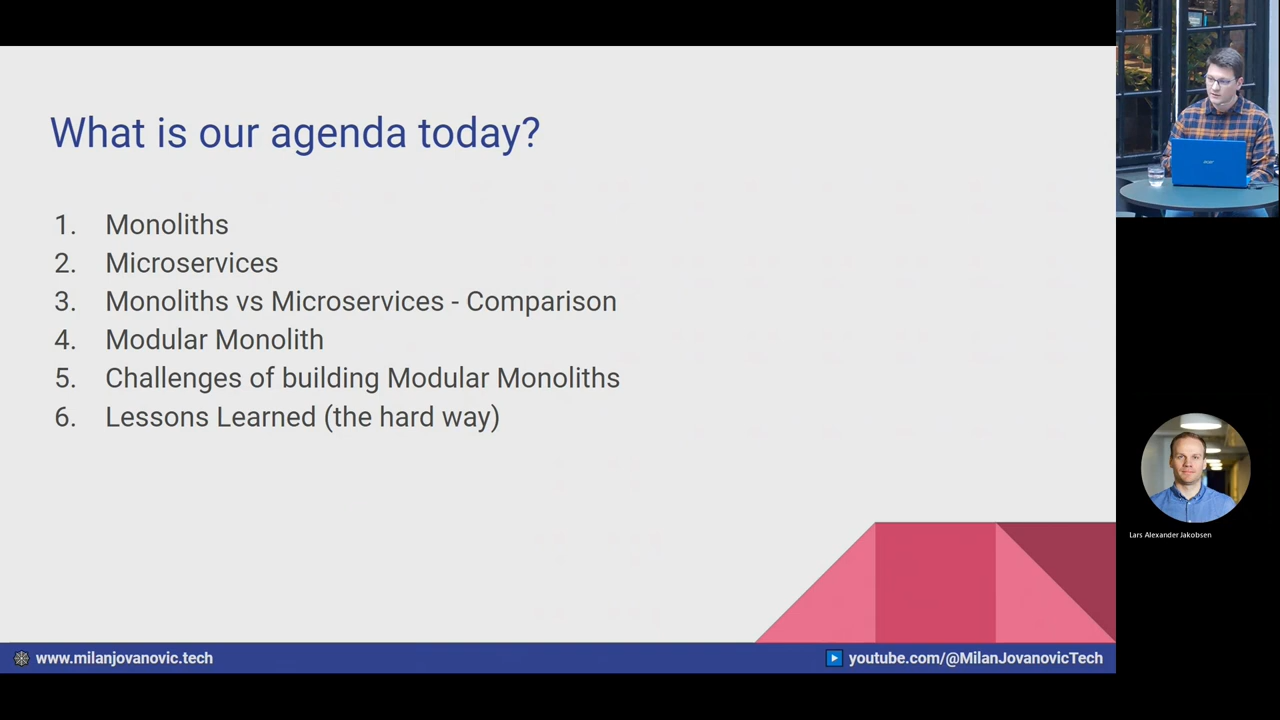 What is our agenda today?
1. Monoliths
2. Microservices
3. Monoliths vs Microservices - Comparison
4. Modular Monolith
5. Challenges of building Modular Monoliths
6. Lessons Learned (the hard way)
www.milanjovanovic.tech
youtube.com/@MilanJovanovicTech
acer
Lars Alexander Jakobsen